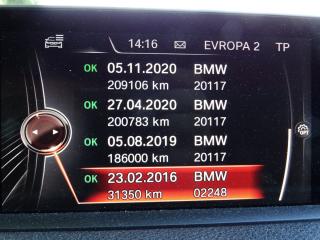 14:16 EVROPA 2 TP
OK 05.11.2020 BMW
209106 km 20117
OK 27.04.2020 BMW
200783 km 20117
OK 05.08.2019 BMW
186000 km 20117
OK 23.02.2016 BMW
31350 km 02248
OFF